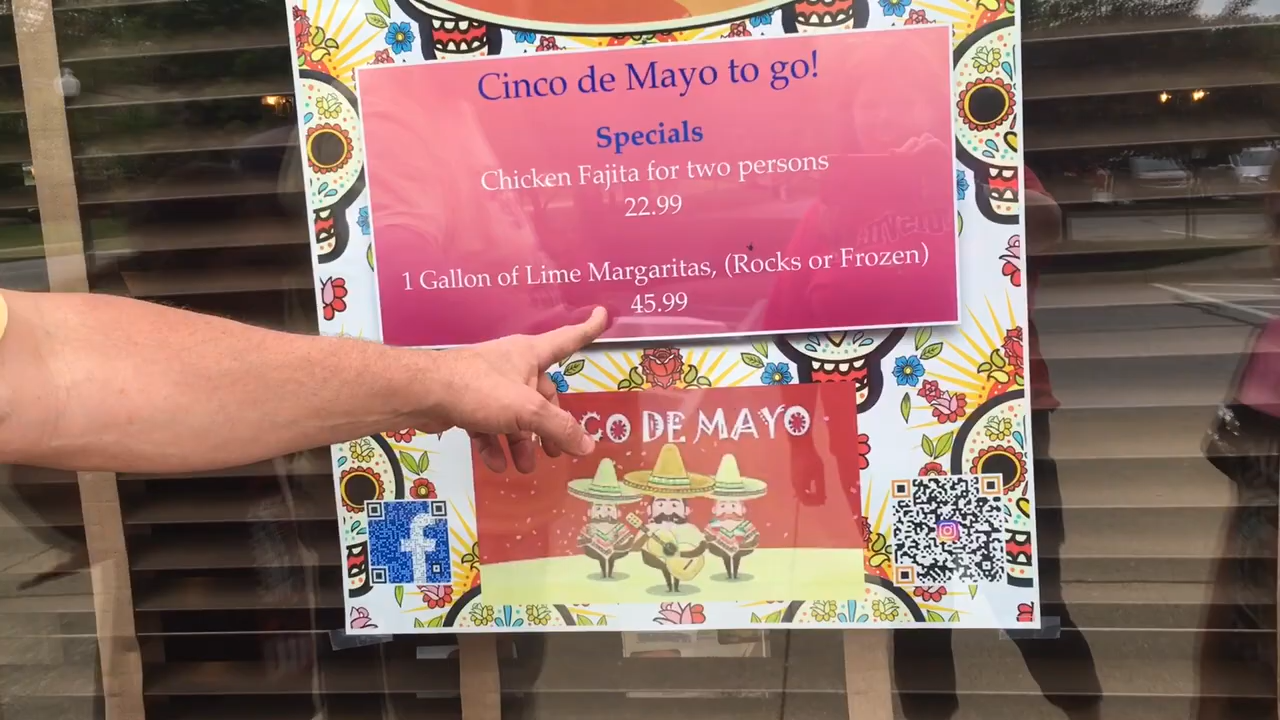 Cinco de Mayo to go!
Specials
Chicken Fajita for two persons
22.99
1 Gallon of Lime Margaritas, (Rocks or Frozen)
45.99
CO DE MAYO